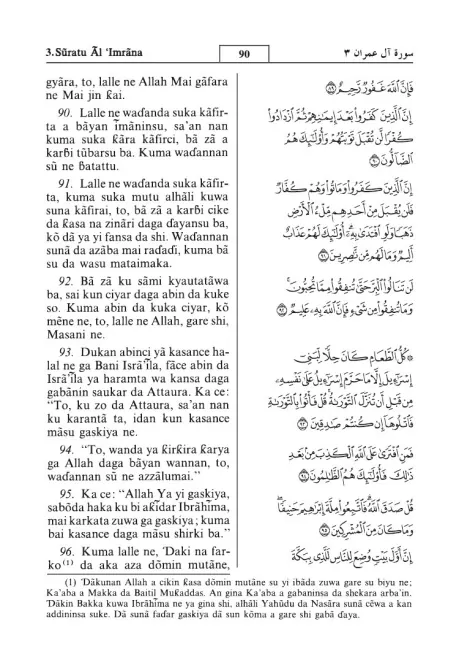 3. Sūratu Āl ‘Imrāna
90
سورة آل عمران ٣
gyāra, to, lalle ne Allah Mai gāfara
ne Mai jin ƙai.
90. Lalle ne waɗanda suka kāfir-
ta a bāyan īmāninsu, sa'an nan
kuma suka ƙāra kāfirci, bā zā a
karɓi tūbarsu ba. Kuma waɗannan
sū ne ɓatattu.
91. Lalle ne waɗanda suka kāfir-
ta, kuma suka mutu alhāli kuwa
suna kāfirai, to, bā zā a karɓi cike
da ƙasa na zināri daga ɗayansu ba,
kō dā ya yi fansa da shi. Waɗannan
sunā da azāba mai raɗaɗi, kuma bā
su da wasu mataimaka.
92. Bā zā ku sāmi kyautatāwa
ba, sai kun ciyar daga abin da kuke
so. Kuma abin da kuka ciyar, kō
mēne ne, to, lalle ne Allah, gare shi,
Masani ne.
93. Dukan abinci yā kasance ha-
lal ne ga Bani Isrā'īla, fāce abin da
Isrā'īla ya haramta wa kansa daga
gabānin saukar da Attaura. Ka ce:
“To, ku zo da Attaura, sa'an nan
ku karantā ta, idan kun kasance
māsu gaskiya ne.
94. “To, wanda ya ƙirƙira ƙarya
ga Allah daga bāyan wannan, to,
waɗannan sū ne azzālumai.”
95. Ka ce: “Allah Ya yi gaskiya,
sabōda haka ku bi aƙīdar Ibrāhīma,
mai karkata zuwa ga gaskiya; kuma
bai kasance daga māsu shirki ba.”
96. Kuma lalle ne, ‘Daki na far-
ko(1) da aka aza dōmin mutāne,
فَإِنَّ ٱللَّهَ غَفُورٌ رَّحِيمٌ ٨٩
إِنَّ ٱلَّذِينَ كَفَرُوا۟ بَعْدَ إِيمَـٰنِهِمْ ثُمَّ ٱزْدَادُوا۟
كُفْرًا لَّن تُقْبَلَ تَوْبَتُهُمْ وَأُو۟لَـٰٓئِكَ هُمُ
ٱلضَّآلُّونَ ٩٠
إِنَّ ٱلَّذِينَ كَفَرُوا۟ وَمَاتُوا۟ وَهُمْ كُفَّارٌ
فَلَن يُقْبَلَ مِنْ أَحَدِهِم مِّلْءُ ٱلْأَرْضِ
ذَهَبًا وَلَوِ ٱفْتَدَىٰ بِهِۦٓ أُو۟لَـٰٓئِكَ لَهُمْ عَذَابٌ
أَلِيمٌ وَمَا لَهُم مِّن نَّـٰصِرِينَ ٩١
لَن تَنَالُوا۟ ٱلْبِرَّ حَتَّىٰ تُنفِقُوا۟ مِمَّا تُحِبُّونَ ۚ
وَمَا تُنفِقُوا۟ مِن شَىْءٍ فَإِنَّ ٱللَّهَ بِهِۦ عَلِيمٌ ٩٢
۞ كُلُّ ٱلطَّعَامِ كَانَ حِلًّا لِّبَنِىٓ
إِسْرَٰٓءِيلَ إِلَّا مَا حَرَّمَ إِسْرَٰٓءِيلُ عَلَىٰ نَفْسِهِۦ
مِن قَبْلِ أَن تُنَزَّلَ ٱلتَّوْرَىٰةُ ۗ قُلْ فَأْتُوا۟ بِٱلتَّوْرَىٰةِ
فَٱتْلُوهَآ إِن كُنتُمْ صَـٰدِقِينَ ٩٣
فَمَنِ ٱفْتَرَىٰ عَلَى ٱللَّهِ ٱلْكَذِبَ مِنۢ بَعْدِ
ذَٰلِكَ فَأُو۟لَـٰٓئِكَ هُمُ ٱلظَّـٰلِمُونَ ٩٤
قُلْ صَدَقَ ٱللَّهُ ۗ فَٱتَّبِعُوا۟ مِلَّةَ إِبْرَٰهِيمَ حَنِيفًا
وَمَا كَانَ مِنَ ٱلْمُشْرِكِينَ ٩٥
إِنَّ أَوَّلَ بَيْتٍ وُضِعَ لِلنَّاسِ لَلَّذِى بِبَكَّةَ
(1) ‘Dākunan Allah a cikin ƙasa dōmin mutāne su yi ibāda zuwa gare su biyu ne;
Ka'aba a Makka da Baitil Muƙaddas. An gina Ka'aba a gabaninsa da shekara arba'in.
‘Dākin Bakka kuwa Ibrāhīma ne ya gina shi, alhāli Yahūdu da Nasāra sunā cēwa a kan
addininsa suke. Dā sunā faɗar gaskiya dā sun kōma a gare shi gabā ɗaya.